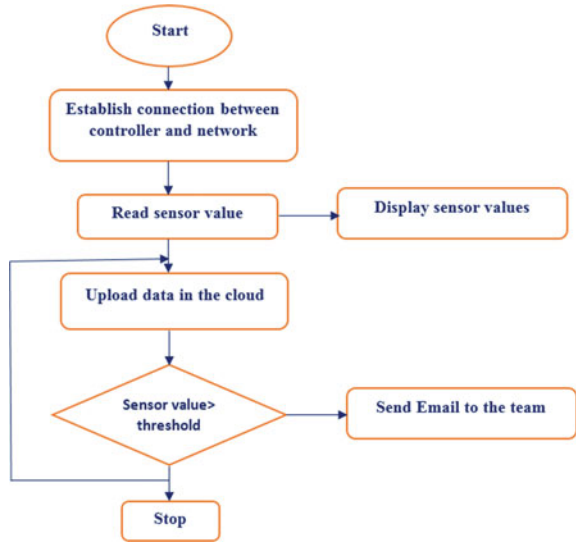 Start
Establish connection between
controller and network
Read sensor value
Display sensor values
Upload data in the cloud
Sensor value>
threshold
Send Email to the team
Stop